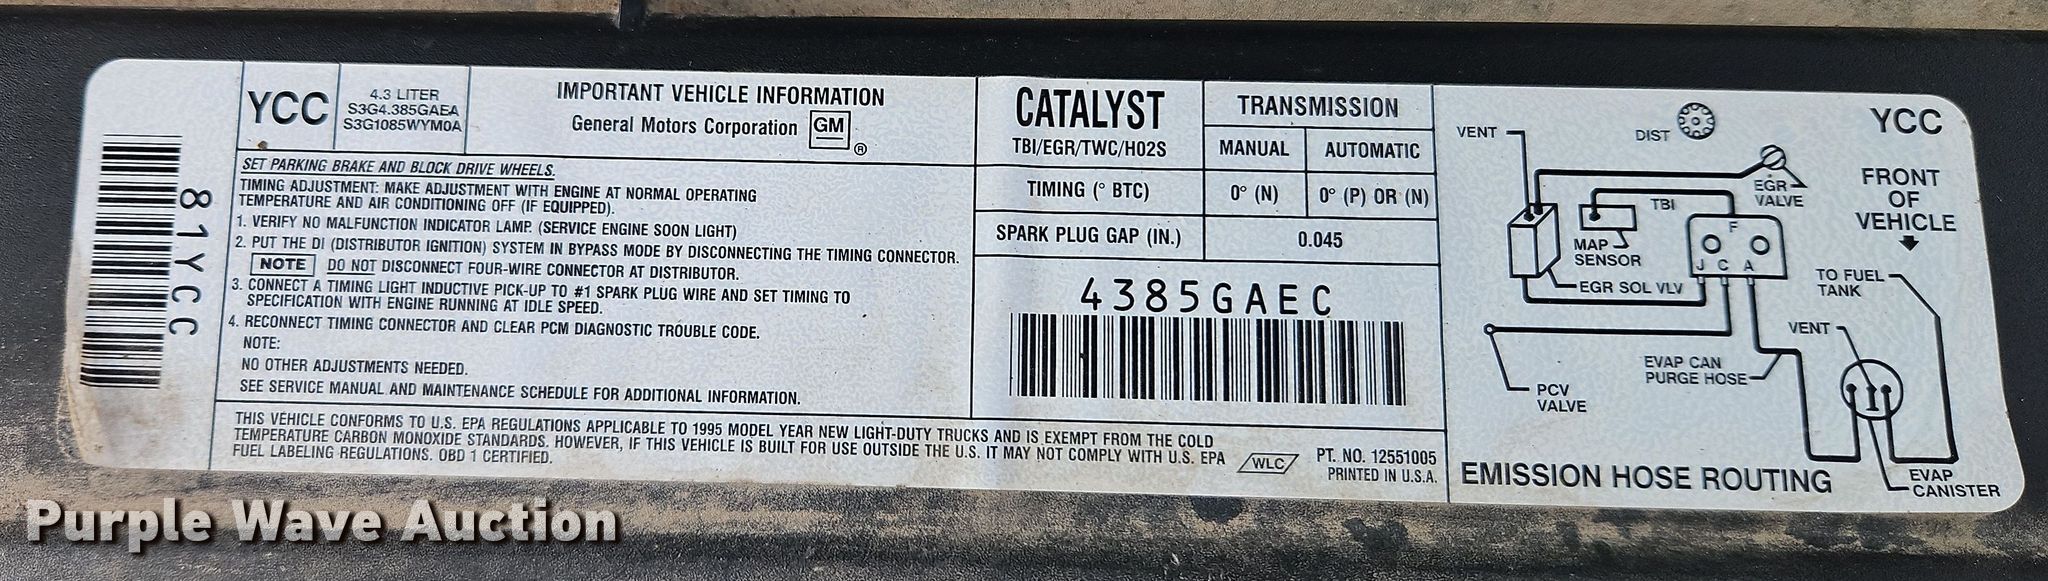 81YCC
YCC
4.3 LITER
S3G4.385GAEA
S3G1085WYM0A
IMPORTANT VEHICLE INFORMATION
General Motors Corporation GM ®
SET PARKING BRAKE AND BLOCK DRIVE WHEELS.
TIMING ADJUSTMENT: MAKE ADJUSTMENT WITH ENGINE AT NORMAL OPERATING
TEMPERATURE AND AIR CONDITIONING OFF (IF EQUIPPED).
1. VERIFY NO MALFUNCTION INDICATOR LAMP. (SERVICE ENGINE SOON LIGHT)
2. PUT THE DI (DISTRIBUTOR IGNITION) SYSTEM IN BYPASS MODE BY DISCONNECTING THE TIMING CONNECTOR.
NOTE DO NOT DISCONNECT FOUR-WIRE CONNECTOR AT DISTRIBUTOR.
3. CONNECT A TIMING LIGHT INDUCTIVE PICK-UP TO #1 SPARK PLUG WIRE AND SET TIMING TO
SPECIFICATION WITH ENGINE RUNNING AT IDLE SPEED.
4. RECONNECT TIMING CONNECTOR AND CLEAR PCM DIAGNOSTIC TROUBLE CODE.
NOTE:
NO OTHER ADJUSTMENTS NEEDED.
SEE SERVICE MANUAL AND MAINTENANCE SCHEDULE FOR ADDITIONAL INFORMATION.
CATALYST
TBI/EGR/TWC/H02S
TRANSMISSION
MANUAL AUTOMATIC
TIMING (° BTC) 0° (N) 0° (P) OR (N)
SPARK PLUG GAP (IN.) 0.045
4385GAEC
THIS VEHICLE CONFORMS TO U.S. EPA REGULATIONS APPLICABLE TO 1995 MODEL YEAR NEW LIGHT-DUTY TRUCKS AND IS EXEMPT FROM THE COLD
TEMPERATURE CARBON MONOXIDE STANDARDS. HOWEVER, IF THIS VEHICLE IS BUILT FOR USE OUTSIDE THE U.S. IT MAY NOT COMPLY WITH U.S. EPA
FUEL LABELING REGULATIONS. OBD 1 CERTIFIED.
WLC
PT. NO. 12551005
PRINTED IN U.S.A.
VENT
DIST
YCC
FRONT
OF
VEHICLE
EGR
VALVE
TBI
MAP
SENSOR
F
J C A
EGR SOL VLV
TO FUEL
TANK
VENT
EVAP CAN
PURGE HOSE
PCV
VALVE
EVAP
CANISTER
EMISSION HOSE ROUTING
Purple Wave Auction